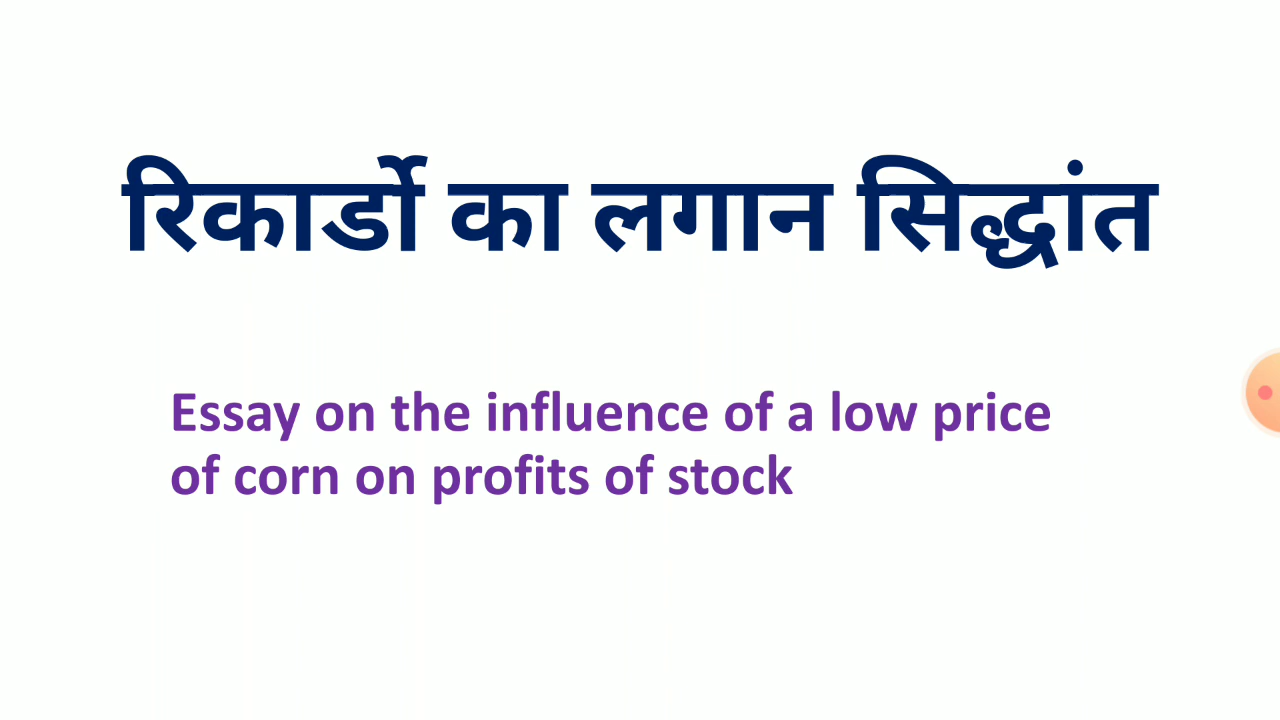 रिकार्डो का लगान सिद्धांत
Essay on the influence of a low price
of corn on profits of stock